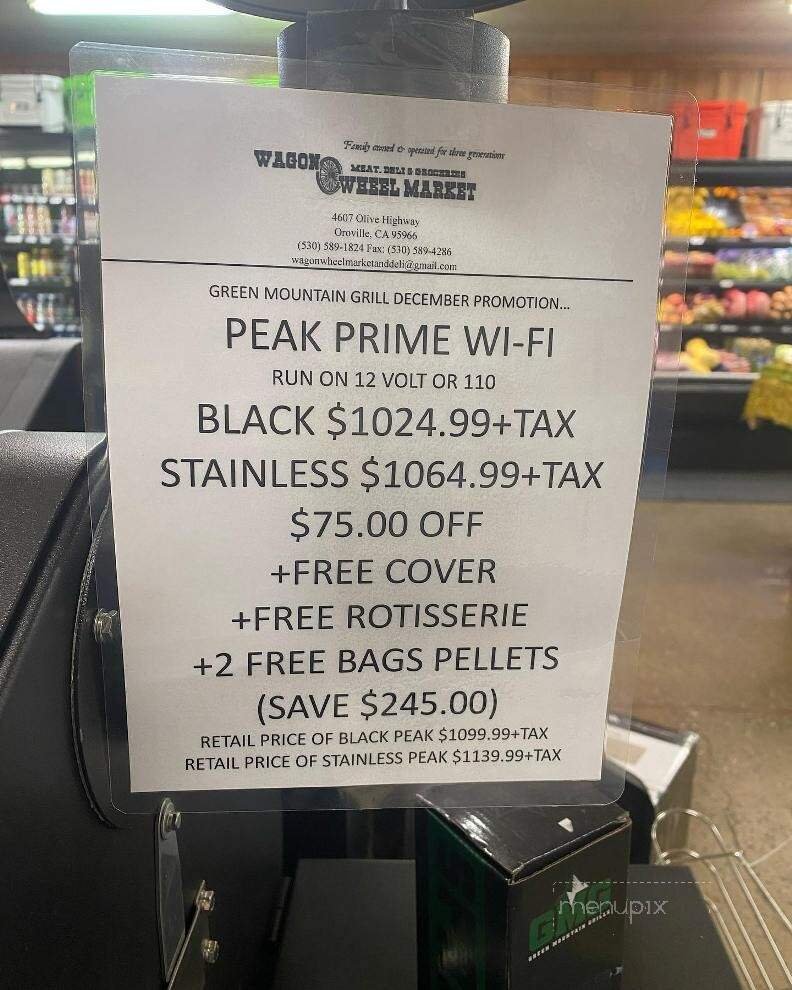 Family owned & operated for three generations
WAGON
MEAT, DELI & GROCERIES
WHEEL MARKET
4607 Olive Highway
Oroville, CA 95966
(530) 589-1824 Fax: (530) 589-4286
wagonwheelmarketanddeli@gmail.com
GREEN MOUNTAIN GRILL DECEMBER PROMOTION...
PEAK PRIME WI-FI
RUN ON 12 VOLT OR 110
BLACK $1024.99+TAX
STAINLESS $1064.99+TAX
$75.00 OFF
+FREE COVER
+FREE ROTISSERIE
+2 FREE BAGS PELLETS
(SAVE $245.00)
RETAIL PRICE OF BLACK PEAK $1099.99+TAX
RETAIL PRICE OF STAINLESS PEAK $1139.99+TAX
menupix
GMG
GREEN MOUNTAIN GRILLS